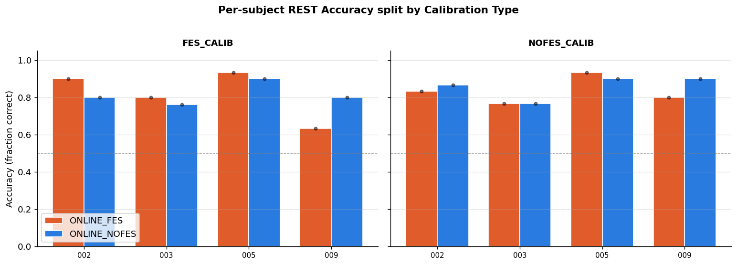 Per-subject REST Accuracy split by Calibration Type
FES_CALIB
NOFES_CALIB
Accuracy (fraction correct)
1.0
0.8
0.6
0.4
0.2
0.0
ONLINE_FES
ONLINE_NOFES
002 003 005 009
002 003 005 009